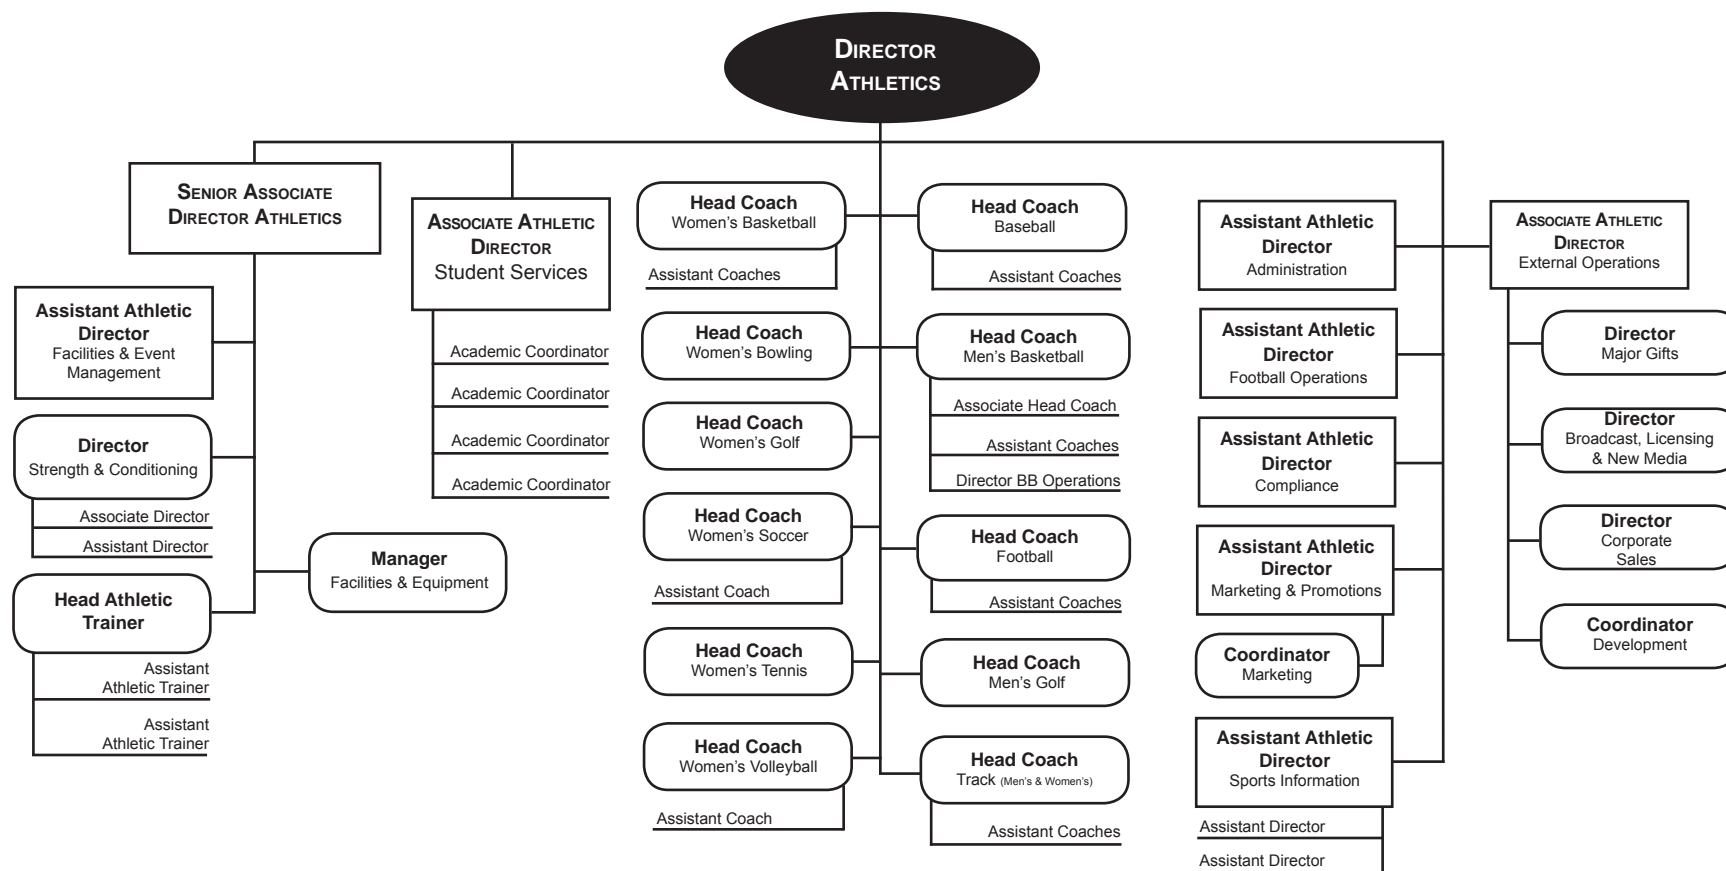 DIRECTOR
ATHLETICS
SENIOR ASSOCIATE
DIRECTOR ATHLETICS
Assistant Athletic
Director
Facilities & Event
Management
Director
Strength & Conditioning
Associate Director
Assistant Director
Head Athletic
Trainer
Assistant
Athletic Trainer
Assistant
Athletic Trainer
Manager
Facilities & Equipment
ASSOCIATE ATHLETIC
DIRECTOR
Student Services
Academic Coordinator
Academic Coordinator
Academic Coordinator
Academic Coordinator
Head Coach
Women's Basketball
Assistant Coaches
Head Coach
Women's Bowling
Head Coach
Women's Golf
Head Coach
Women's Soccer
Assistant Coach
Head Coach
Women's Tennis
Head Coach
Women's Volleyball
Assistant Coach
Head Coach
Baseball
Assistant Coaches
Head Coach
Men's Basketball
Associate Head Coach
Assistant Coaches
Director BB Operations
Head Coach
Football
Assistant Coaches
Head Coach
Men's Golf
Head Coach
Track (Men's & Women's)
Assistant Coaches
Assistant Athletic
Director
Administration
Assistant Athletic
Director
Football Operations
Assistant Athletic
Director
Compliance
Assistant Athletic
Director
Marketing & Promotions
Coordinator
Marketing
Assistant Athletic
Director
Sports Information
Assistant Director
Assistant Director
ASSOCIATE ATHLETIC
DIRECTOR
External Operations
Director
Major Gifts
Director
Broadcast, Licensing
& New Media
Director
Corporate
Sales
Coordinator
Development